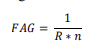 FAG = 1 / (R * n)